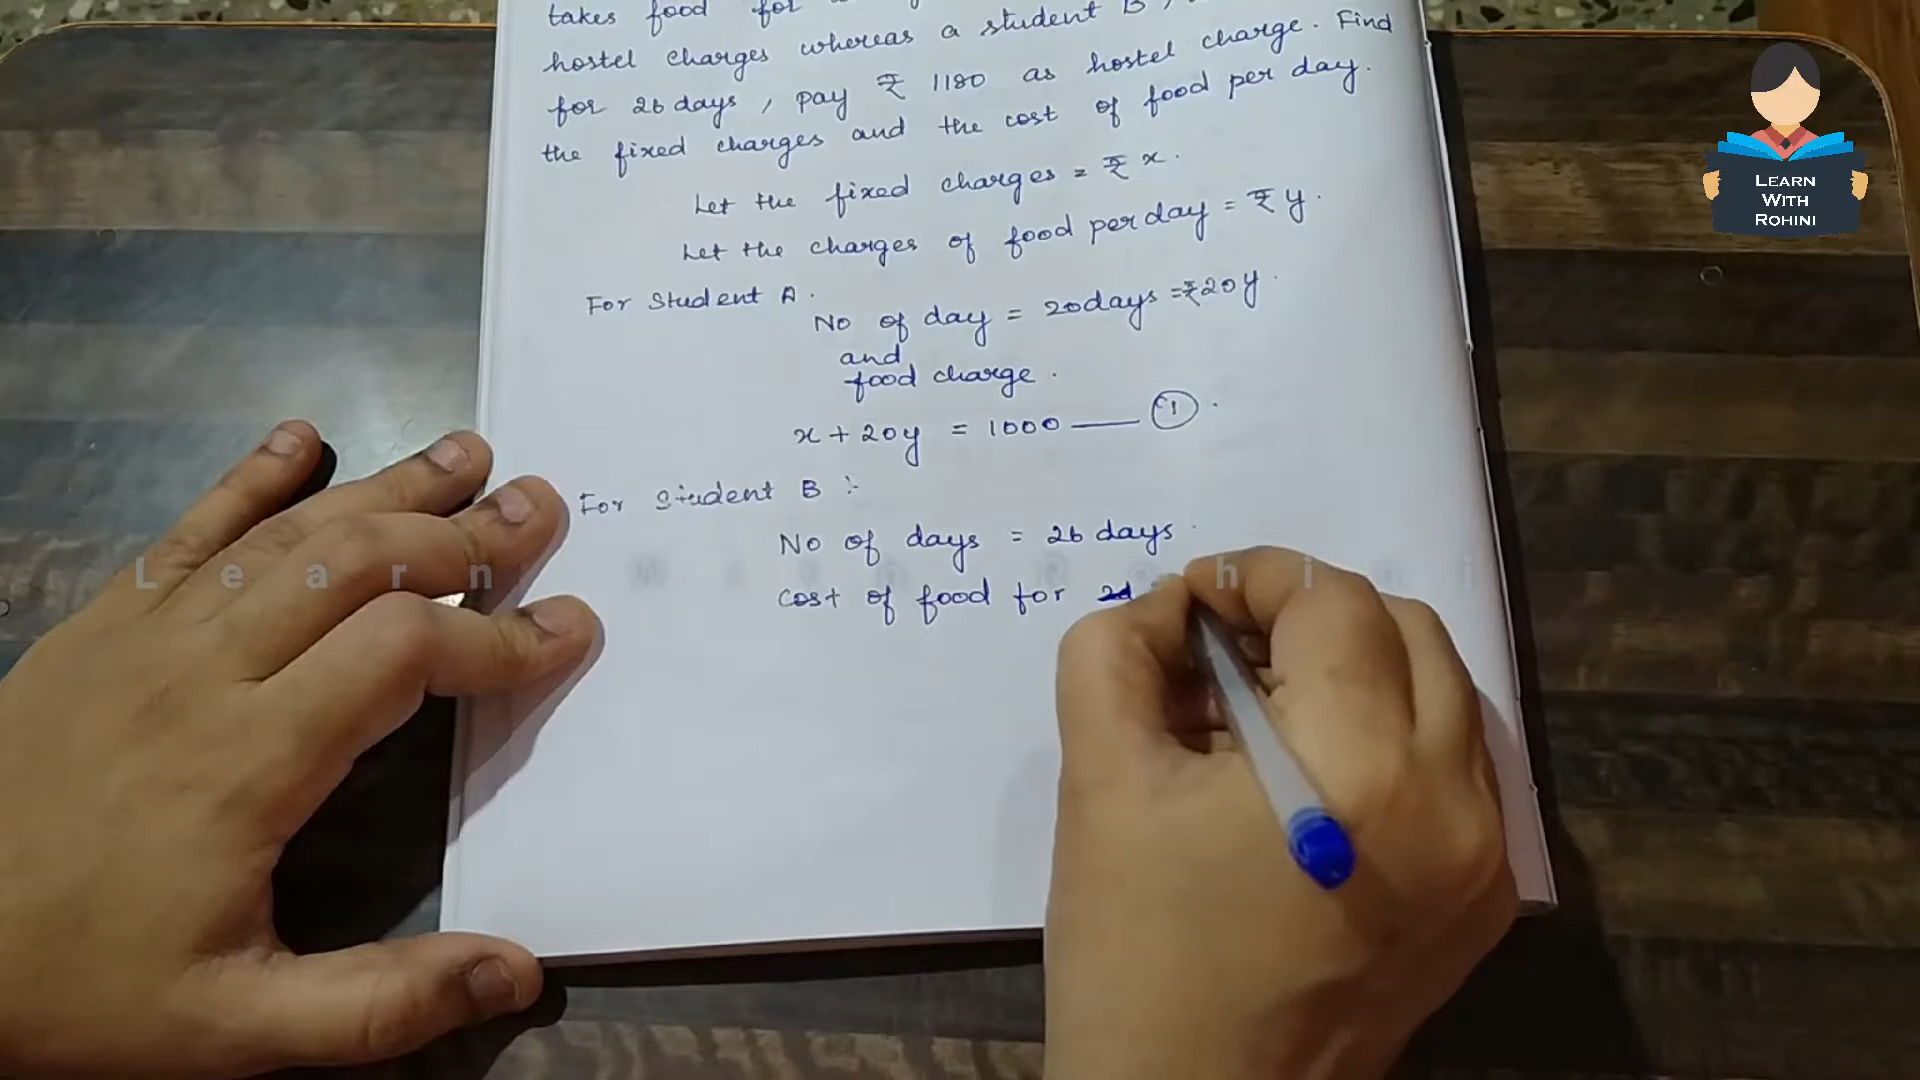 takes food for
hostel charges whereas a student B,
for 26 days, pay ₹ 1180 as hostel charge. Find
the fixed charges and the cost of food per day.
Let the fixed charges = ₹ x.
Let the charges of food per day = ₹ y.
For Student A.
No of day = 20days =₹20y
and
food charge.
x + 20y = 1000 —— ①.
For Student B :-
No of days = 26 days
cost of food for
LEARN
WITH
ROHINI
Learn With Rohini